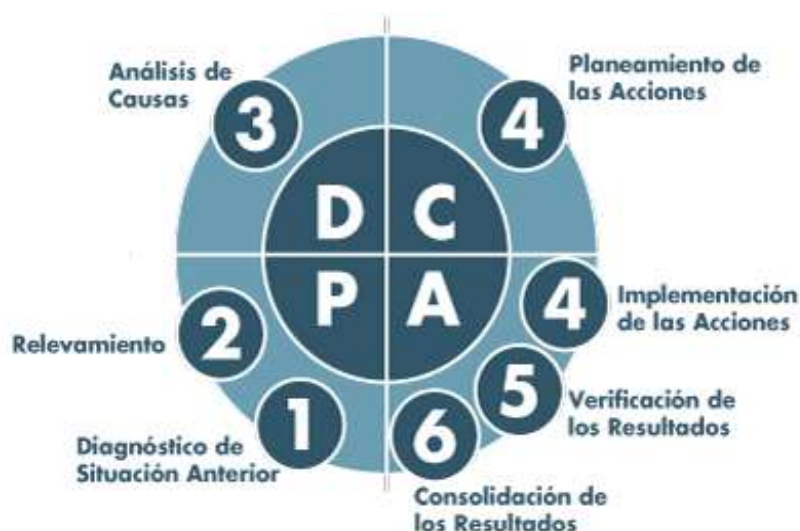 Análisis de
Causas
3
Planeamiento de
las Acciones
4
D
C
P
A
Relevamiento
2
Implementación
de las Acciones
4
1
Diagnóstico de
Situación Anterior
5
Verificación de
los Resultados
6
Consolidación de
los Resultados